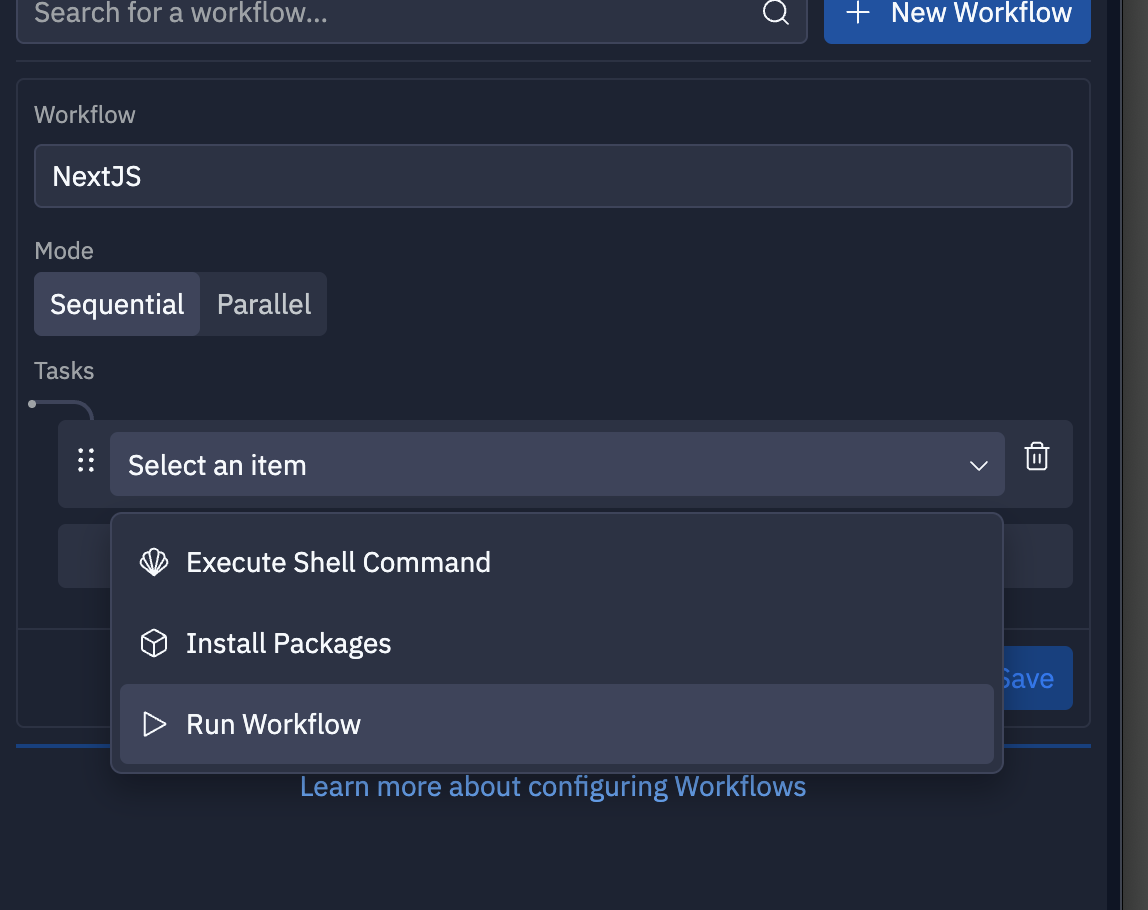 Search for a workflow...
New Workflow
Workflow
NextJS
Mode
Sequential
Parallel
Tasks
Select an item
Execute Shell Command
Install Packages
Save
Run Workflow
Learn more about configuring Workflows